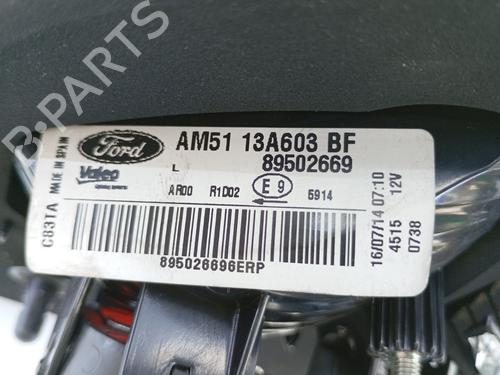 Ford
AM51 13A603 BF
L 89502669
Valeo
AR00 R1D02 E 9 5914
895026696ERP
C83TA MADE IN SPAIN
16/07/14 07:10
4515 12V
0738
B-PARTS